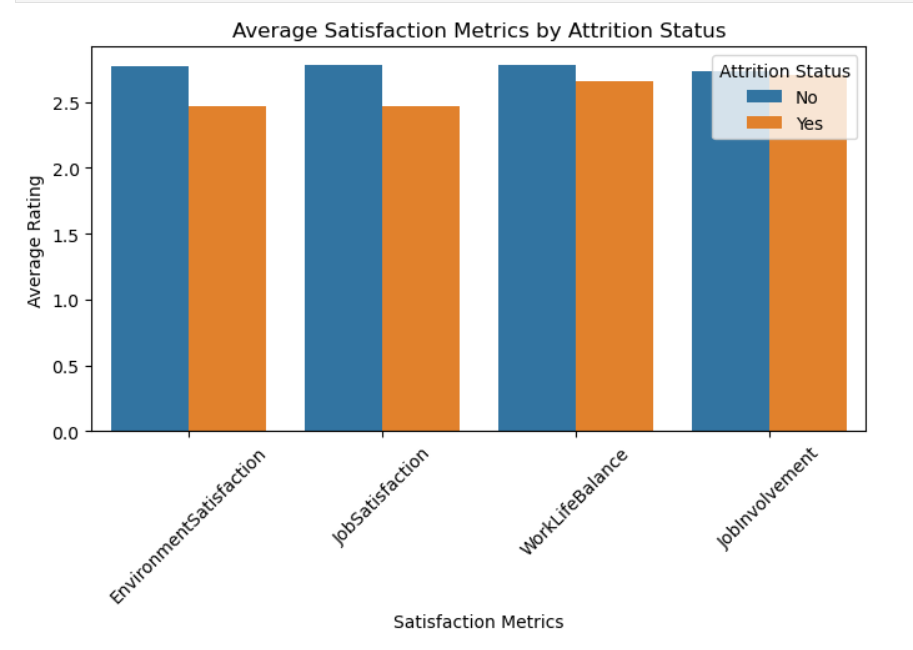 Average Satisfaction Metrics by Attrition Status
Attrition Status
No
Yes
Average Rating
2.5
2.0
1.5
1.0
0.5
0.0
EnvironmentSatisfaction
JobSatisfaction
WorkLifeBalance
JobInvolvement
Satisfaction Metrics